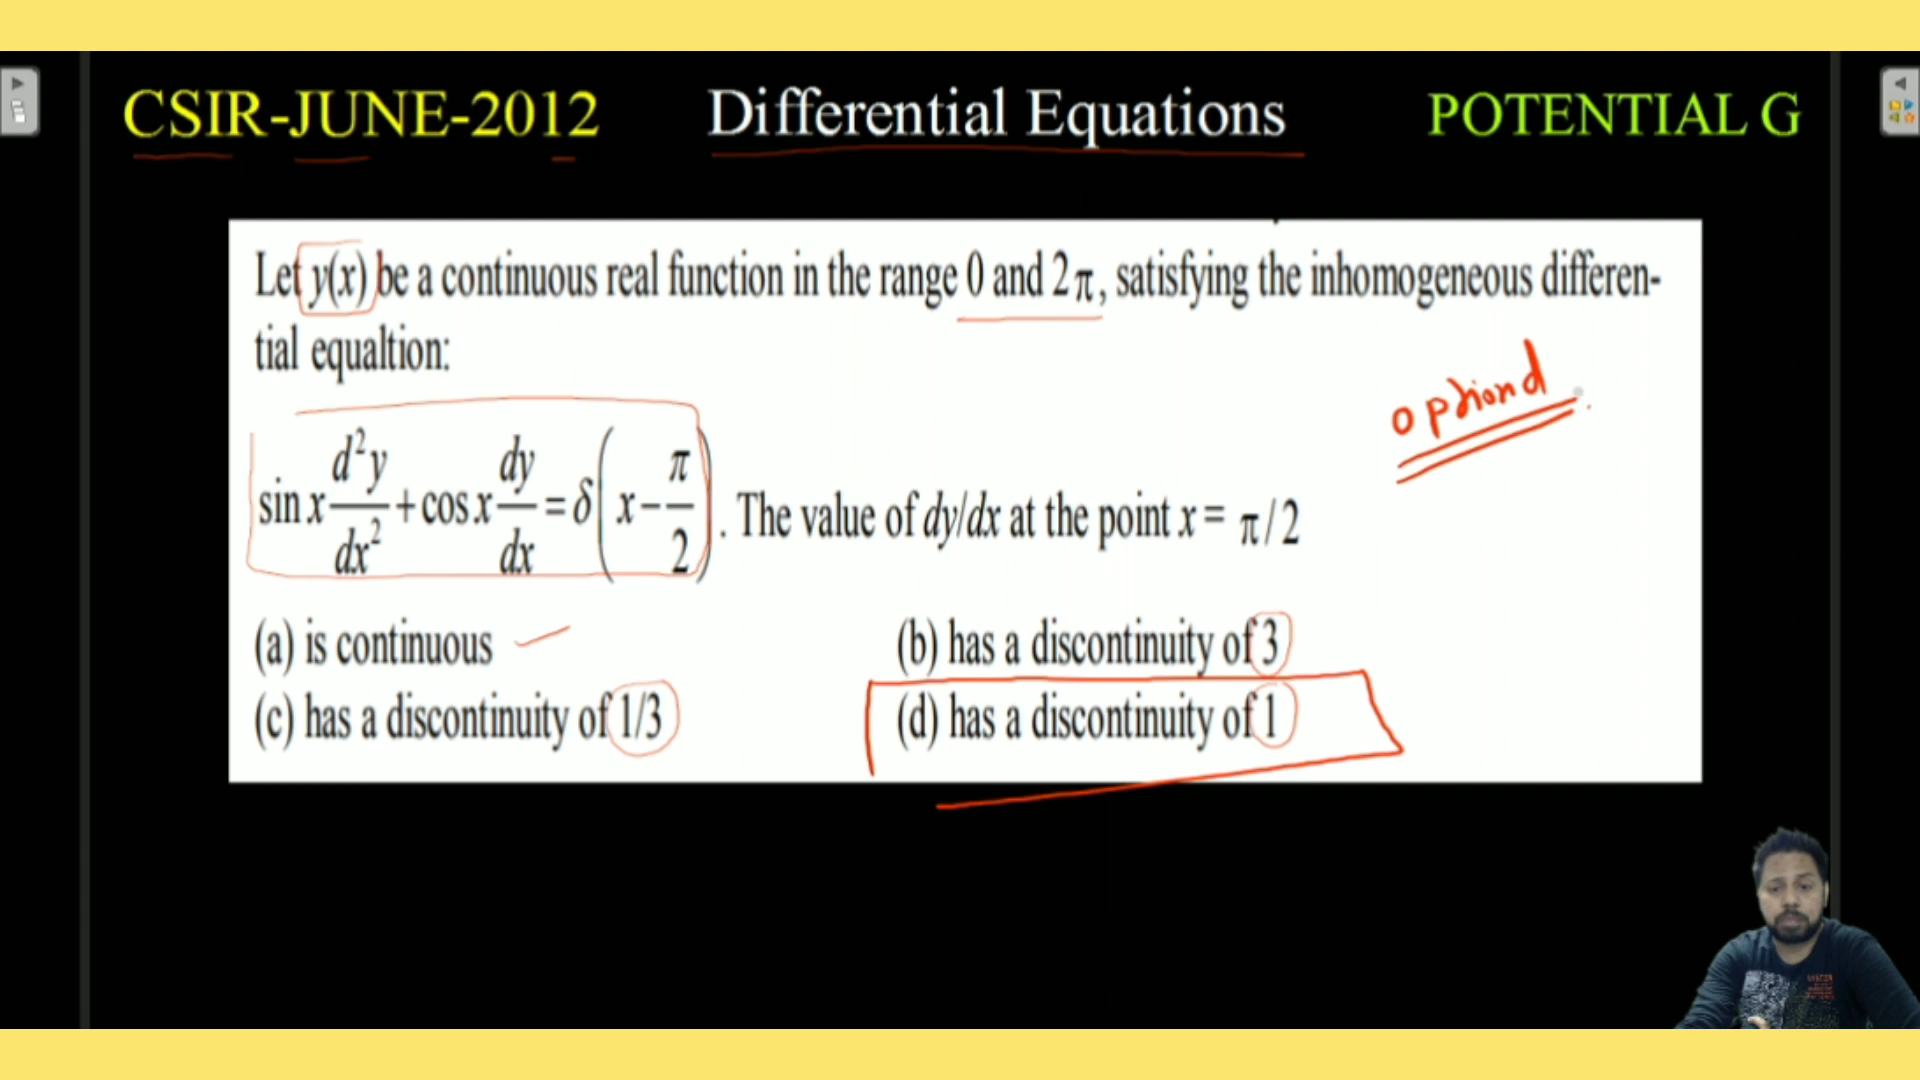 CSIR-JUNE-2012 Differential Equations POTENTIAL G
Let y(x) be a continuous real function in the range 0 and 2π, satisfying the inhomogeneous differen-
tial equaltion:
option d
sin x d²y/dx² + cos x dy/dx = δ(x − π/2). The value of dy/dx at the point x = π/2
(a) is continuous (b) has a discontinuity of 3
(c) has a discontinuity of 1/3 (d) has a discontinuity of 1